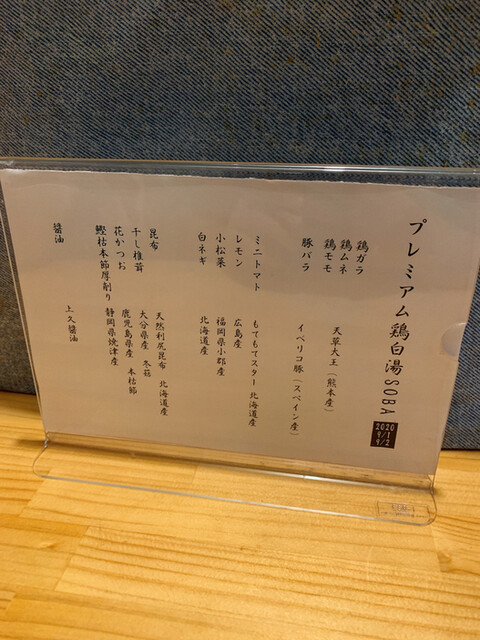 プレミアム鶏白湯SOBA
2020
9/1
9/2
鶏ガラ
鶏ムネ
鶏モモ
天草大王（熊本産）
豚バラ
イベリコ豚（スペイン産）
ミニトマト
もてもてスター 北海道産
レモン
広島産
小松菜
福岡県小郡産
白ネギ
北海道産
昆布
天然利尻昆布 北海道産
干し椎茸
大分県産 冬菇
花かつお
鹿児島県産 本枯節
鰹枯本節厚削り
静岡県焼津産
醤油
上久醤油